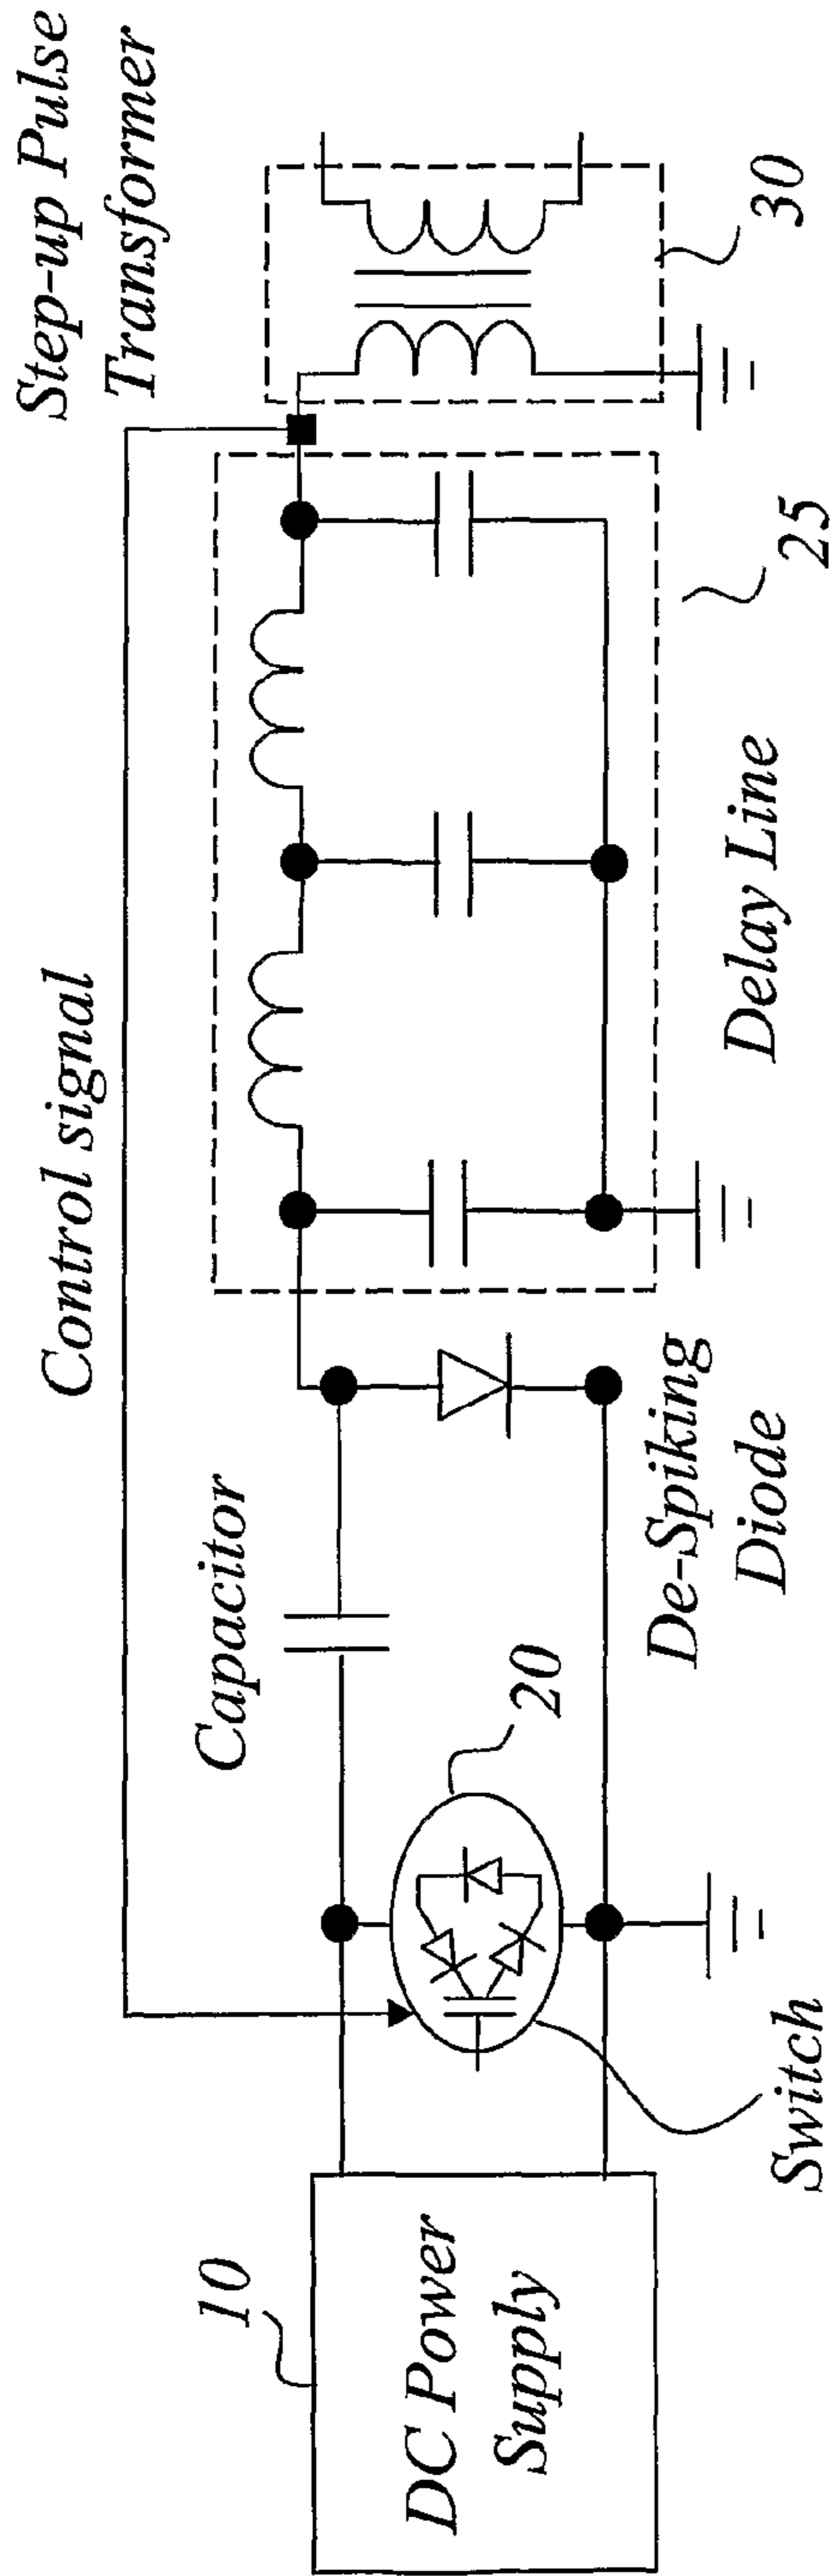 10
DC Power
Supply
Switch
20
Capacitor
De-Spiking
Diode
Control signal
Delay Line
25
Step-up Pulse
Transformer
30